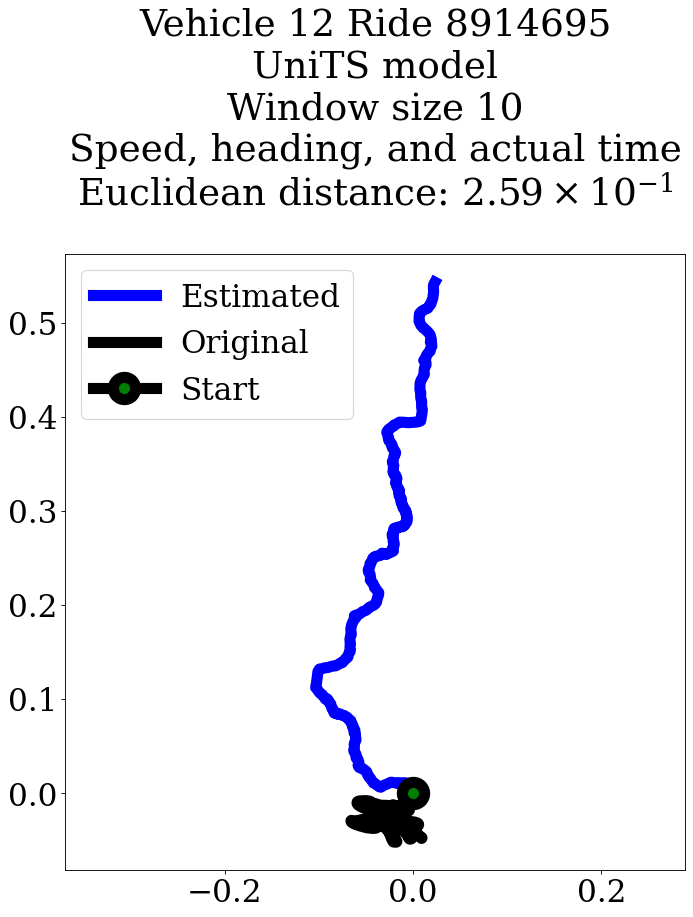 Vehicle 12 Ride 8914695
UniTS model
Window size 10
Speed, heading, and actual time
Euclidean distance: 2.59 × 10⁻¹
Estimated
Original
Start
0.5
0.4
0.3
0.2
0.1
0.0
−0.2 0.0 0.2